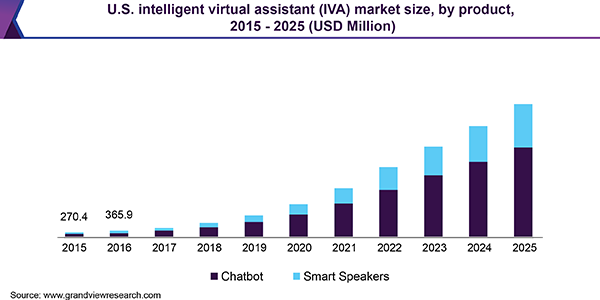 U.S. intelligent virtual assistant (IVA) market size, by product,
2015 - 2025 (USD Million)
270.4 365.9
2015 2016 2017 2018 2019 2020 2021 2022 2023 2024 2025
Chatbot Smart Speakers
Source: www.grandviewresearch.com